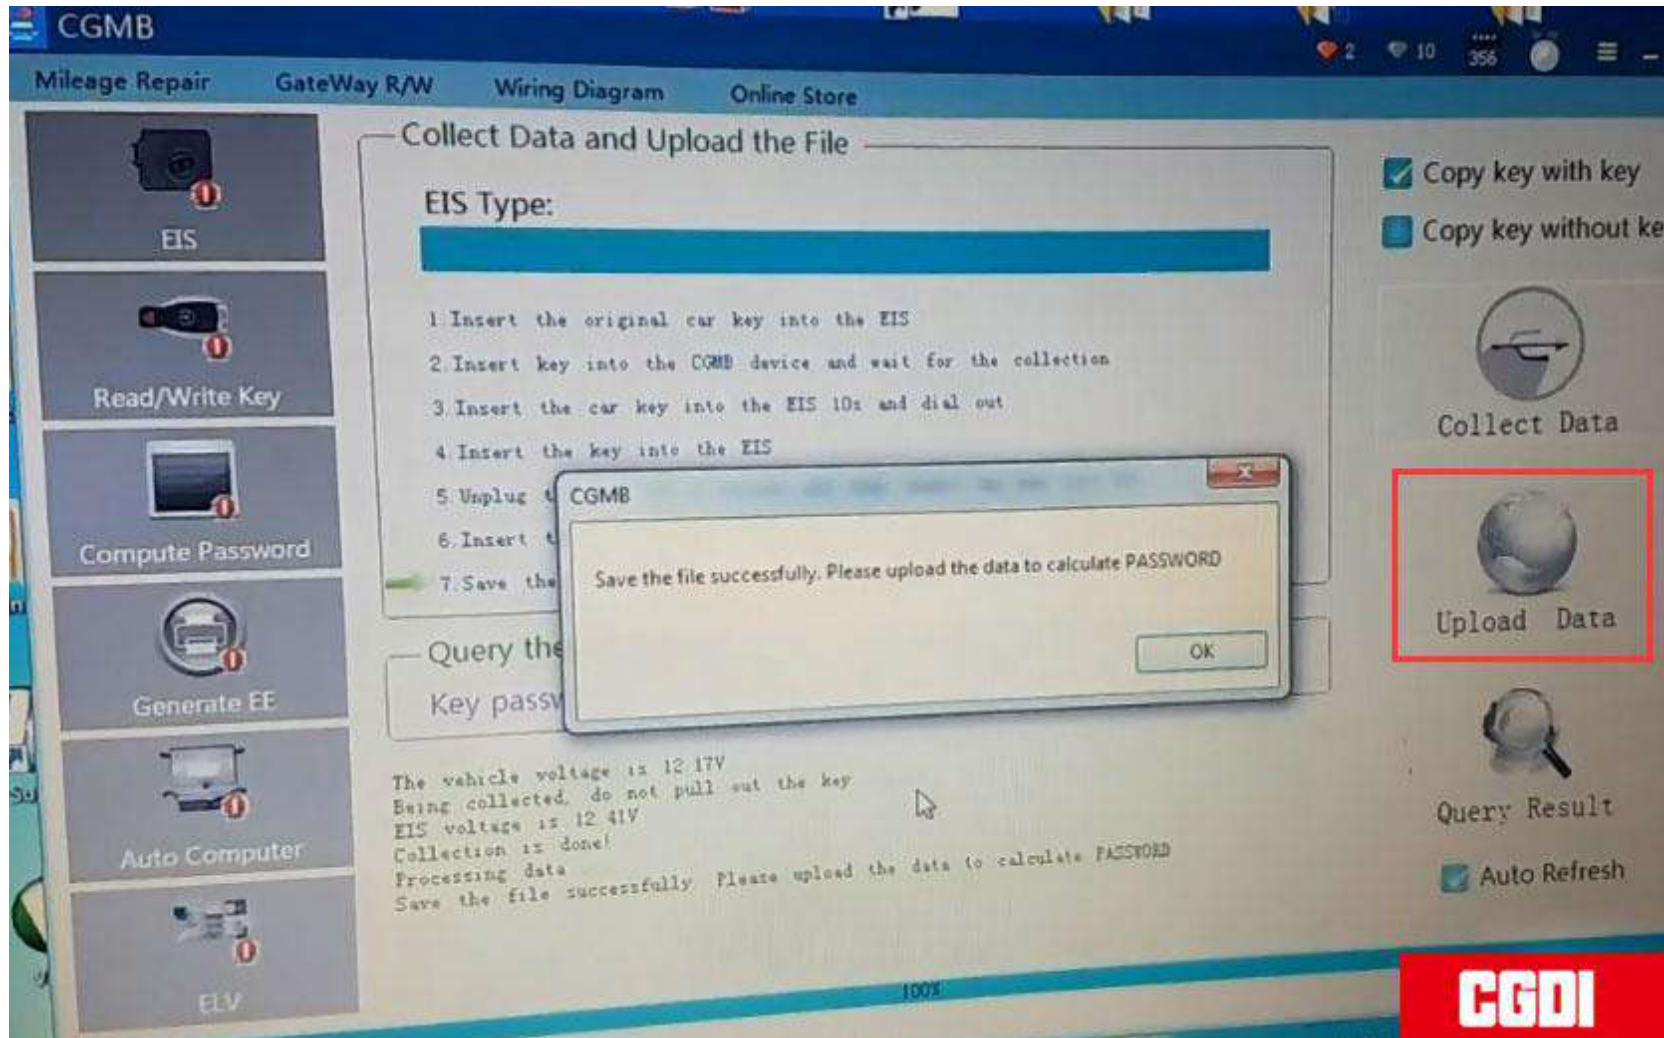 CGMB
2 10 356
Mileage Repair GateWay R/W Wiring Diagram Online Store
EIS
Read/Write Key
Compute Password
Generate EE
Auto Computer
ELV
Collect Data and Upload the File
EIS Type:
1.Insert the original car key into the EIS
2.Insert key into the CGMB device and wait for the collection
3.Insert the car key into the EIS 10s and dial out
4.Insert the key into the EIS
5.Unplug
6.Insert
7.Save the
Query the
Key passw
CGMB
Save the file successfully. Please upload the data to calculate PASSWORD
OK
The vehicle voltage is 12.17V
Being collected, do not pull out the key
EIS voltage is 12.41V
Collection is done!
Processing data
Save the file successfully Please upload the data to calculate PASSWORD
100%
Copy key with key
Copy key without ke
Collect Data
Upload Data
Query Result
Auto Refresh
CGDI